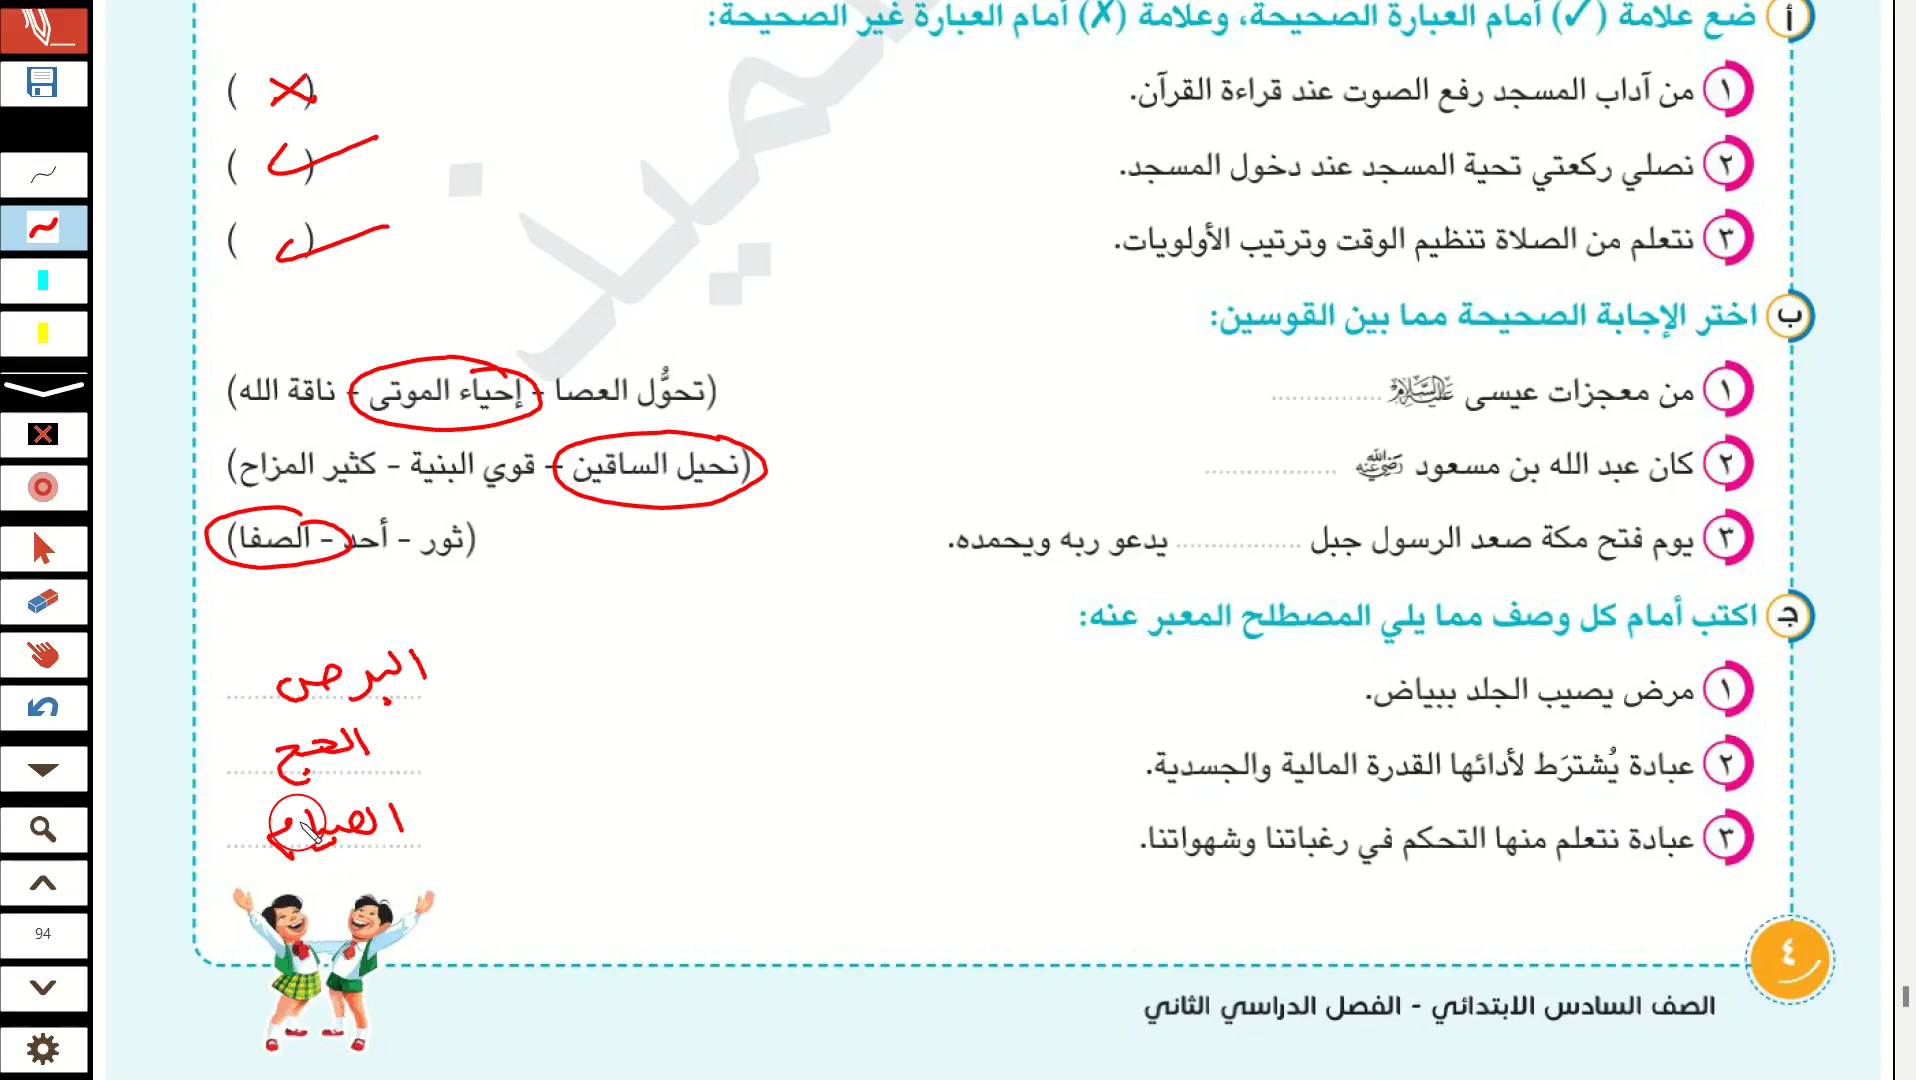 أ ضع علامة (✓) أمام العبارة الصحيحة، وعلامة (✗) أمام العبارة غير الصحيحة:
١ من آداب المسجد رفع الصوت عند قراءة القرآن. ( ✗ )
٢ نصلي ركعتي تحية المسجد عند دخول المسجد. ( ✓ )
٣ نتعلم من الصلاة تنظيم الوقت وترتيب الأولويات. ( ✓ )
ب اختر الإجابة الصحيحة مما بين القوسين:
١ من معجزات عيسى عليه السلام ............... (تحوُّل العصا - إحياء الموتى - ناقة الله)
٢ كان عبد الله بن مسعود رضي الله عنه ............... (نحيل الساقين - قوي البنية - كثير المزاح)
٣ يوم فتح مكة صعد الرسول جبل ............... يدعو ربه ويحمده. (ثور - أحد - الصفا)
جـ اكتب أمام كل وصف مما يلي المصطلح المعبر عنه:
١ مرض يصيب الجلد ببياض. البرص
٢ عبادة يُشترَط لأدائها القدرة المالية والجسدية. الحج
٣ عبادة نتعلم منها التحكم في رغباتنا وشهواتنا. الصيام
٤
الصف السادس الابتدائي - الفصل الدراسي الثاني
94